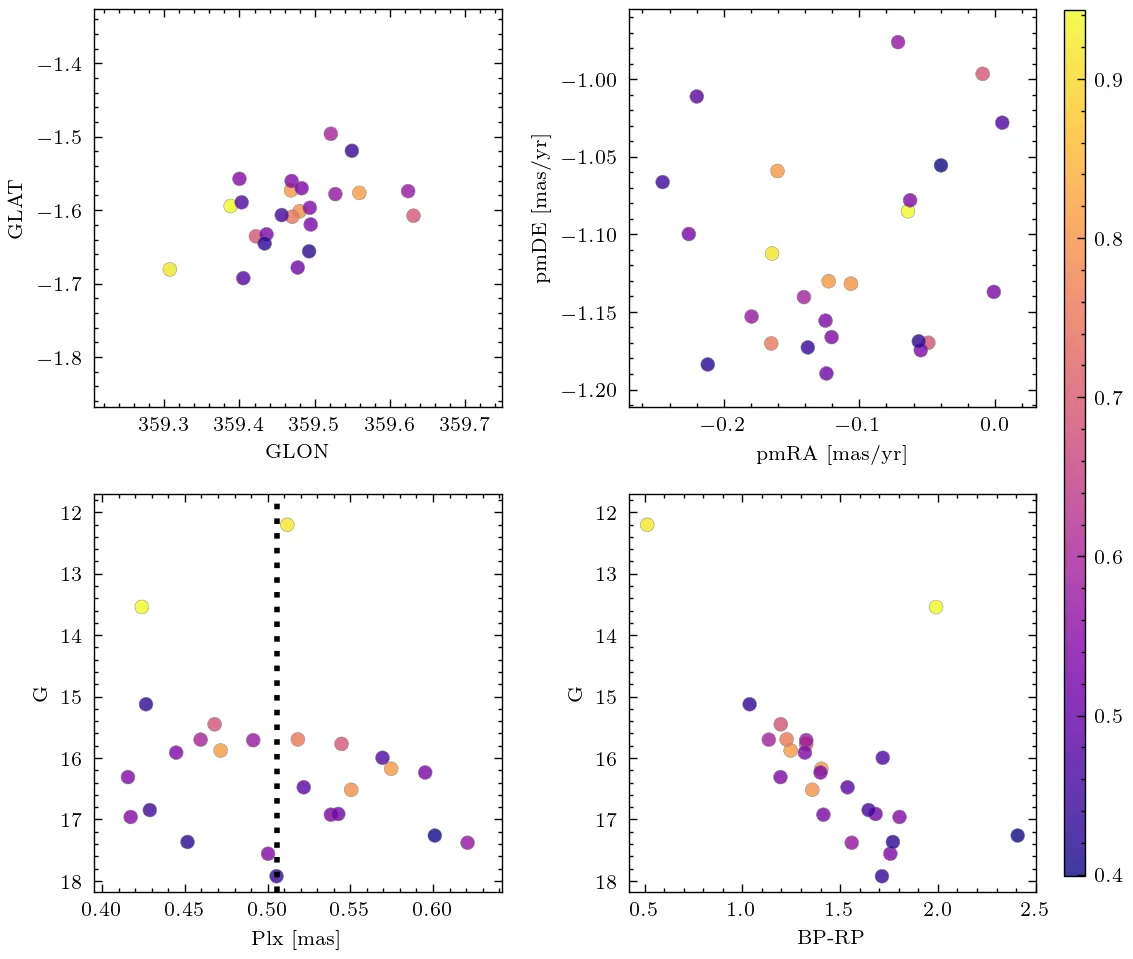 −1.4
−1.5
−1.6
−1.7
−1.8
GLAT
359.3 359.4 359.5 359.6 359.7
GLON
−1.00
−1.05
−1.10
−1.15
−1.20
pmDE [mas/yr]
−0.2 −0.1 0.0
pmRA [mas/yr]
12
13
14
15
16
17
18
G
0.40 0.45 0.50 0.55 0.60
Plx [mas]
12
13
14
15
16
17
18
G
0.5 1.0 1.5 2.0 2.5
BP-RP
0.9
0.8
0.7
0.6
0.5
0.4